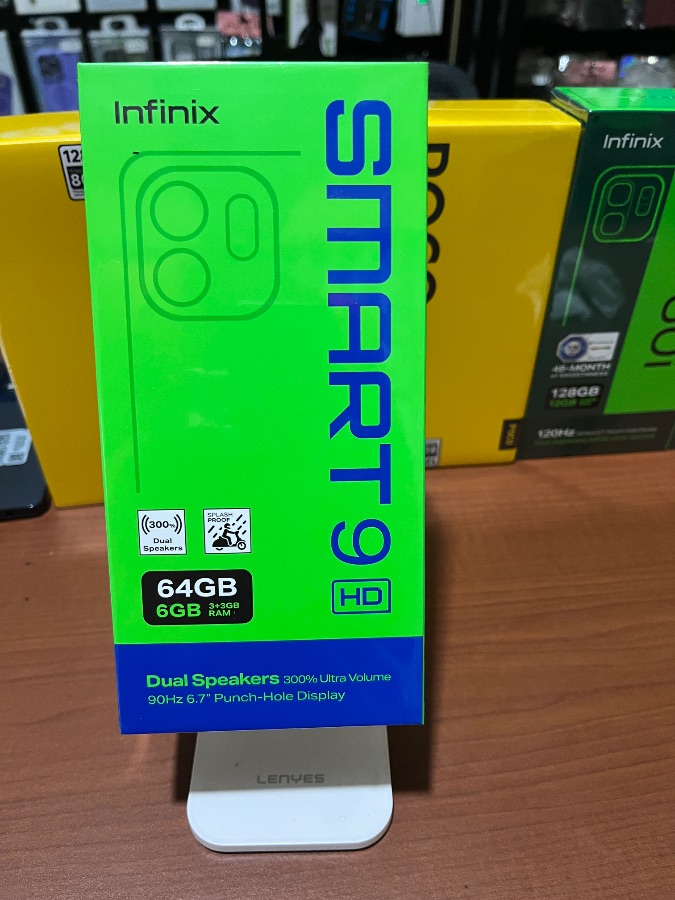 Infinix
SMART 9
HD
300%
Dual
Speakers
SPLASH
PROOF
64GB
6GB 3+3GB
RAM
Dual Speakers 300% Ultra Volume
90Hz 6.7" Punch-Hole Display
LENYES
POCO
POCO
Infinix
48-MONTH
128GB
120Hz